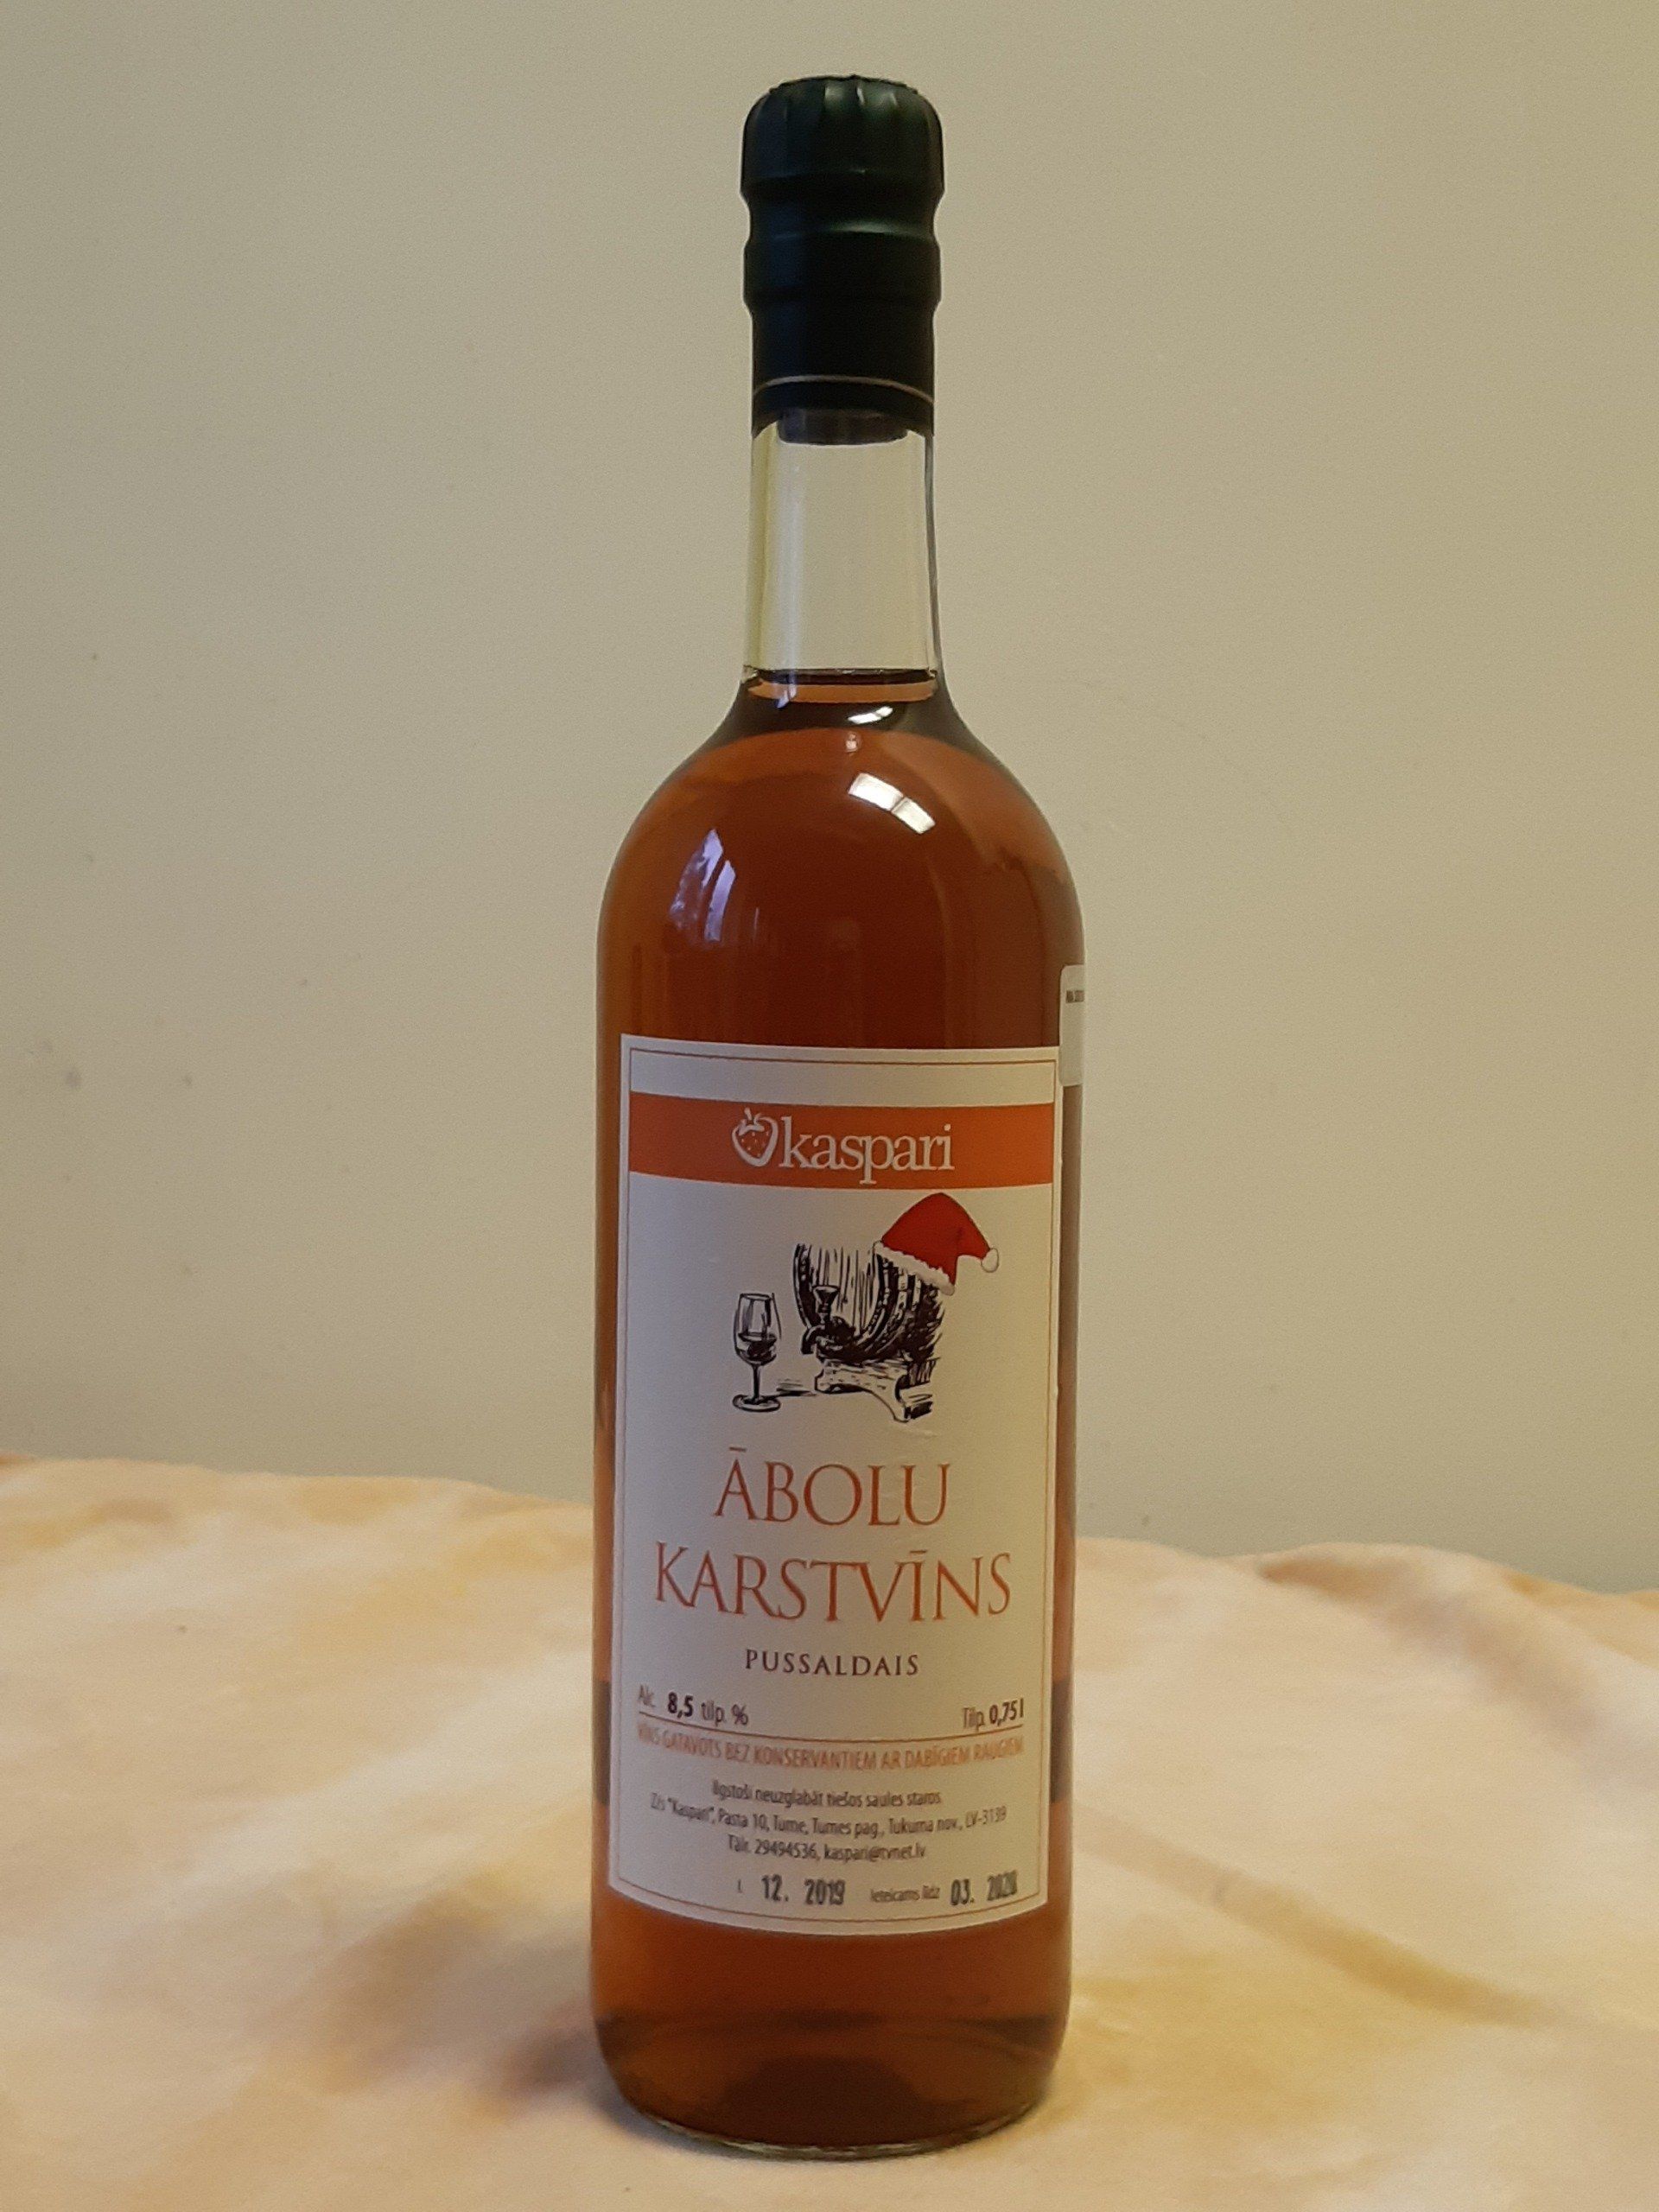 kaspari
ĀBOLU
KARSTVĪNS
PUSSALDAIS
Alc. 8,5 tilp. % Tilp. 0,75 l
VĪNS GATAVOTS BEZ KONSERVANTIEM AR DABĪGIEM RAUGIEM
Ilgstoši neuzglabāt tiešos saules staros.
Z/s "Kaspari", Pasta 10, Tume, Tumes pag., Tukuma nov., LV-3139
Tālr. 29494536, kaspari@tvnet.lv
L 12. 2019 Ieteicams līdz 03. 2020